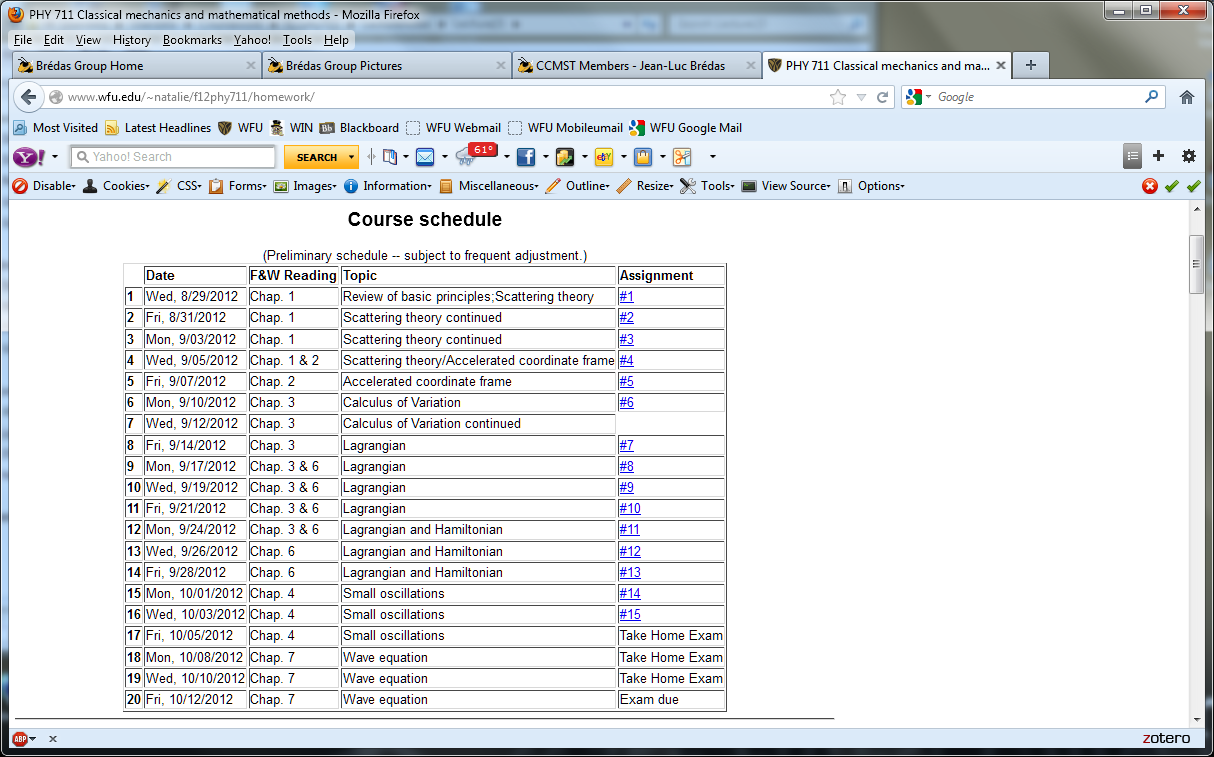 PHY 711 Classical mechanics and mathematical methods - Mozilla Firefox
File Edit View History Bookmarks Yahoo! Tools Help
Brédas Group Home Brédas Group Pictures CCMST Members - Jean-Luc Brédas PHY 711 Classical mechanics and ma...
www.wfu.edu/~natalie/f12phy711/homework/ Google
Most Visited Latest Headlines WFU WIN Bb Blackboard WFU Webmail WFU Mobileumail WFU Google Mail
Y! Yahoo! Search SEARCH 61° eBY
Disable Cookies CSS Forms Images Information Miscellaneous Outline Resize Tools View Source Options
Course schedule
(Preliminary schedule -- subject to frequent adjustment.)
Date F&W Reading Topic Assignment
1 Wed, 8/29/2012 Chap. 1 Review of basic principles;Scattering theory #1
2 Fri, 8/31/2012 Chap. 1 Scattering theory continued #2
3 Mon, 9/03/2012 Chap. 1 Scattering theory continued #3
4 Wed, 9/05/2012 Chap. 1 & 2 Scattering theory/Accelerated coordinate frame #4
5 Fri, 9/07/2012 Chap. 2 Accelerated coordinate frame #5
6 Mon, 9/10/2012 Chap. 3 Calculus of Variation #6
7 Wed, 9/12/2012 Chap. 3 Calculus of Variation continued
8 Fri, 9/14/2012 Chap. 3 Lagrangian #7
9 Mon, 9/17/2012 Chap. 3 & 6 Lagrangian #8
10 Wed, 9/19/2012 Chap. 3 & 6 Lagrangian #9
11 Fri, 9/21/2012 Chap. 3 & 6 Lagrangian #10
12 Mon, 9/24/2012 Chap. 3 & 6 Lagrangian and Hamiltonian #11
13 Wed, 9/26/2012 Chap. 6 Lagrangian and Hamiltonian #12
14 Fri, 9/28/2012 Chap. 6 Lagrangian and Hamiltonian #13
15 Mon, 10/01/2012 Chap. 4 Small oscillations #14
16 Wed, 10/03/2012 Chap. 4 Small oscillations #15
17 Fri, 10/05/2012 Chap. 4 Small oscillations Take Home Exam
18 Mon, 10/08/2012 Chap. 7 Wave equation Take Home Exam
19 Wed, 10/10/2012 Chap. 7 Wave equation Take Home Exam
20 Fri, 10/12/2012 Chap. 7 Wave equation Exam due
ABP zotero